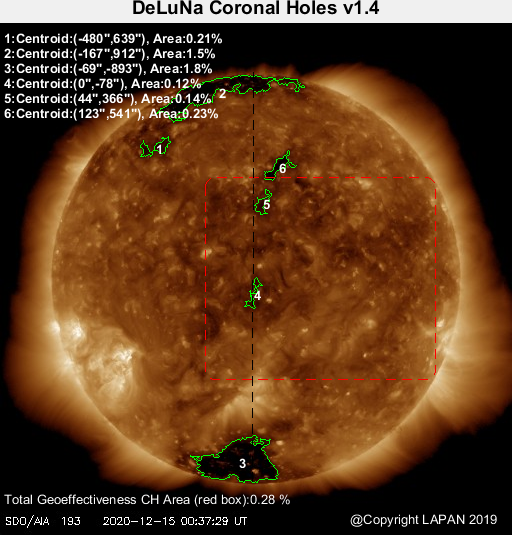 DeLuNa Coronal Holes v1.4
1:Centroid:(-480",639"), Area:0.21%
2:Centroid:(-167",912"), Area:1.5%
3:Centroid:(-69",-893"), Area:1.8%
4:Centroid:(0",-78"), Area:0.12%
5:Centroid:(44",366"), Area:0.14%
6:Centroid:(123",541"), Area:0.23%
2
1
6
5
4
3
Total Geoeffectiveness CH Area (red box):0.28 %
SDO/AIA 193 2020-12-15 00:37:29 UT
@Copyright LAPAN 2019